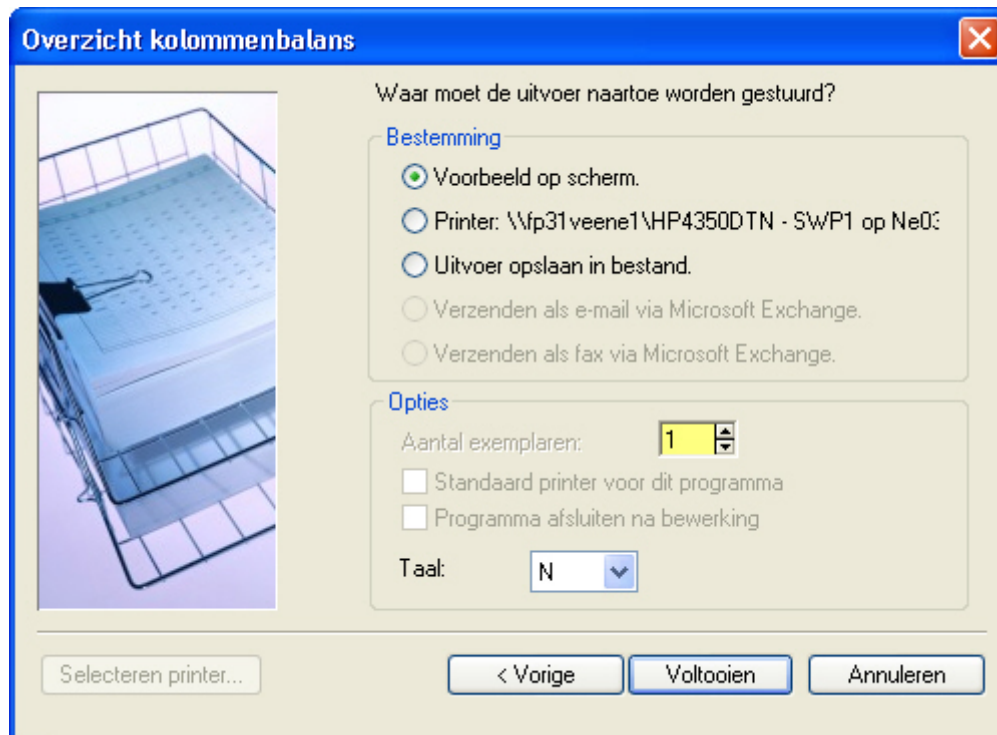 Overzicht kolommenbalans
Waar moet de uitvoer naartoe worden gestuurd?
Bestemming
Voorbeeld op scherm.
Printer: \\fp31veene1\HP4350DTN - SWP1 op Ne03
Uitvoer opslaan in bestand.
Verzenden als e-mail via Microsoft Exchange.
Verzenden als fax via Microsoft Exchange.
Opties
Aantal exemplaren: 1
Standaard printer voor dit programma
Programma afsluiten na bewerking
Taal: N
Selecteren printer... < Vorige Voltooien Annuleren